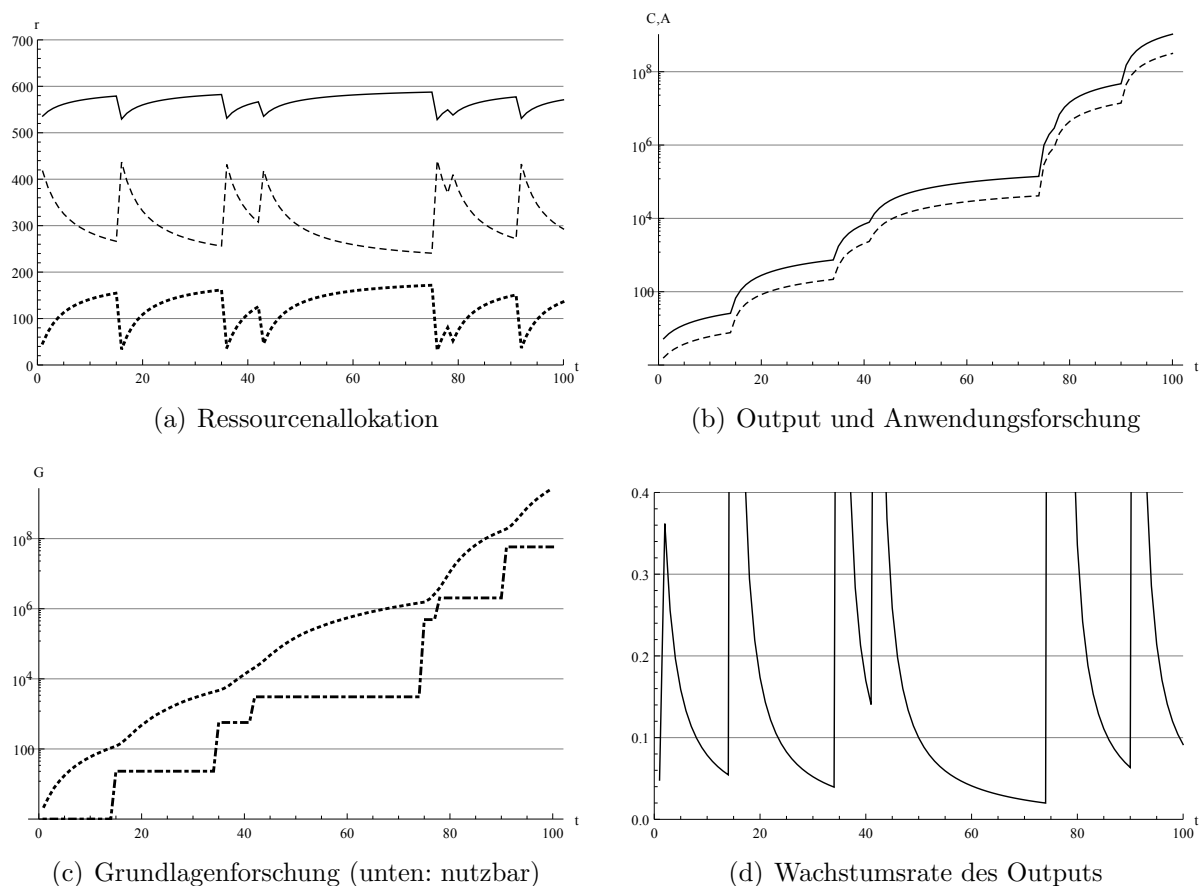 r
700
600
500
400
300
200
100
0
0 20 40 60 80 100 t
(a) Ressourcenallokation
C,A
10^8
10^6
10^4
100
0 20 40 60 80 100 t
(b) Output und Anwendungsforschung
G
10^8
10^6
10^4
100
0 20 40 60 80 100 t
(c) Grundlagenforschung (unten: nutzbar)
0.4
0.3
0.2
0.1
0.0
0 20 40 60 80 100 t
(d) Wachstumsrate des Outputs